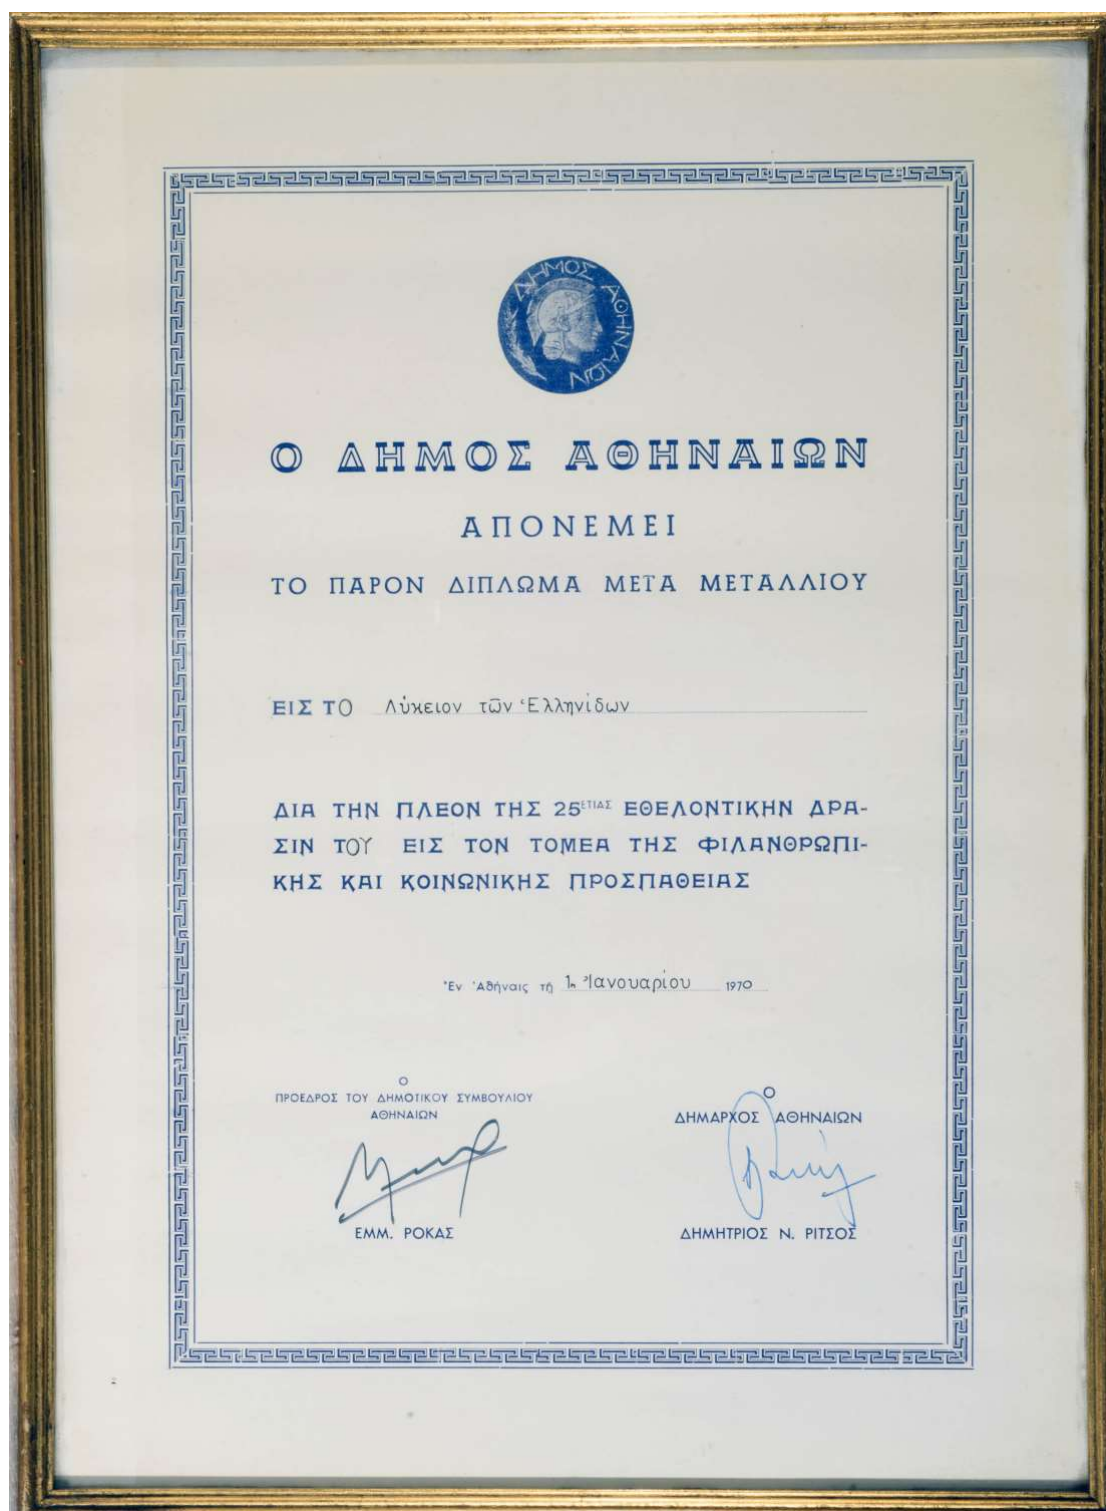 ΔΗΜΟΣ ΑΘΗΝΑΙΩΝ
Ο ΔΗΜΟΣ ΑΘΗΝΑΙΩΝ
ΑΠΟΝΕΜΕΙ
ΤΟ ΠΑΡΟΝ ΔΙΠΛΩΜΑ ΜΕΤΑ ΜΕΤΑΛΛΙΟΥ
ΕΙΣ ΤΟ Λύκειον τῶν Ἑλληνίδων
ΔΙΑ ΤΗΝ ΠΛΕΟΝ ΤΗΣ 25ΕΤΙΑΣ ΕΘΕΛΟΝΤΙΚΗΝ ΔΡΑ-
ΣΙΝ ΤΟΥ ΕΙΣ ΤΟΝ ΤΟΜΕΑ ΤΗΣ ΦΙΛΑΝΘΡΩΠΙ-
ΚΗΣ ΚΑΙ ΚΟΙΝΩΝΙΚΗΣ ΠΡΟΣΠΑΘΕΙΑΣ
Ἐν Ἀθήναις τῇ 1η Ἰανουαρίου 1970
Ο
ΠΡΟΕΔΡΟΣ ΤΟΥ ΔΗΜΟΤΙΚΟΥ ΣΥΜΒΟΥΛΙΟΥ
ΑΘΗΝΑΙΩΝ
ΕΜΜ. ΡΟΚΑΣ
Ο
ΔΗΜΑΡΧΟΣ ΑΘΗΝΑΙΩΝ
ΔΗΜΗΤΡΙΟΣ Ν. ΡΙΤΣΟΣ